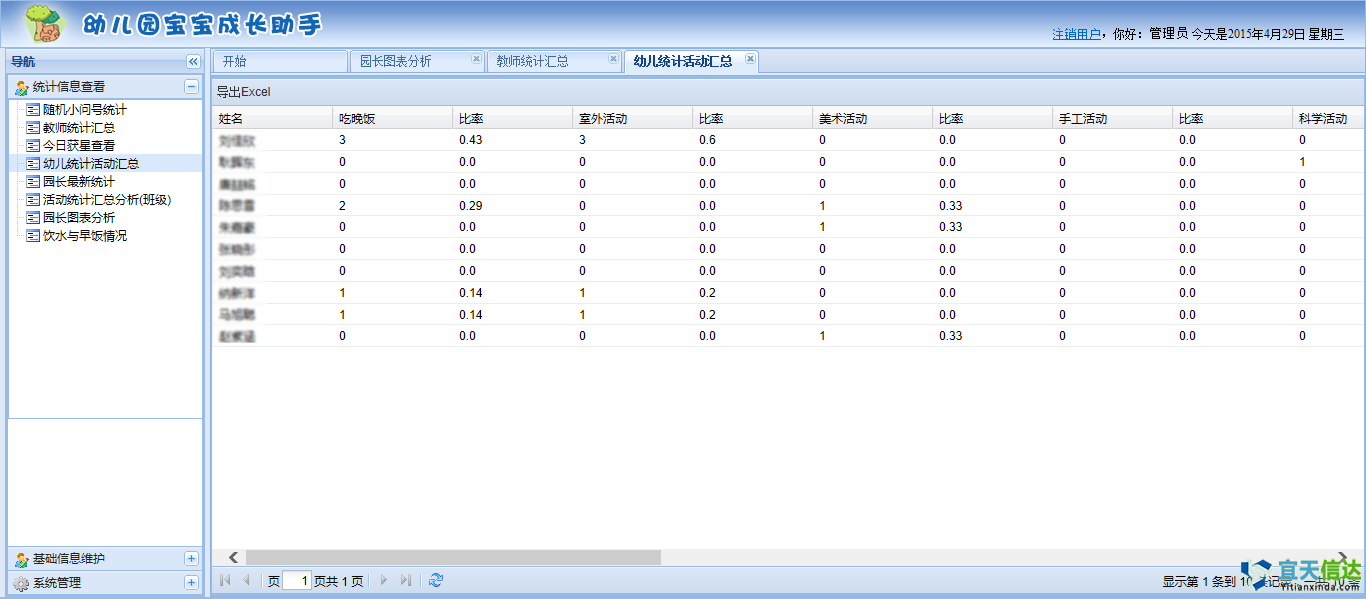 幼儿园宝宝成长助手
注销用户，你好：管理员 今天是2015年4月29日 星期三
导航
开始 园长图表分析 教师统计汇总 幼儿统计活动汇总
统计信息查看
随机小问号统计
教师统计汇总
今日获星查看
幼儿统计活动汇总
园长最新统计
活动统计汇总分析(班级)
园长图表分析
饮水与早饭情况
基础信息维护
系统管理
导出Excel
姓名 吃晚饭 比率 室外活动 比率 美术活动 比率 手工活动 比率 科学活动
3 0.43 3 0.6 0 0.0 0 0.0 0
0 0.0 0 0.0 0 0.0 0 0.0 1
0 0.0 0 0.0 0 0.0 0 0.0 0
2 0.29 0 0.0 1 0.33 0 0.0 0
0 0.0 0 0.0 1 0.33 0 0.0 0
0 0.0 0 0.0 0 0.0 0 0.0 0
0 0.0 0 0.0 0 0.0 0 0.0 0
1 0.14 1 0.2 0 0.0 0 0.0 0
1 0.14 1 0.2 0 0.0 0 0.0 0
0 0.0 0 0.0 1 0.33 0 0.0 0
页 1 页共 1 页
显示第 1 条到 10 条记录
宜天信达
Yitianxinda.com